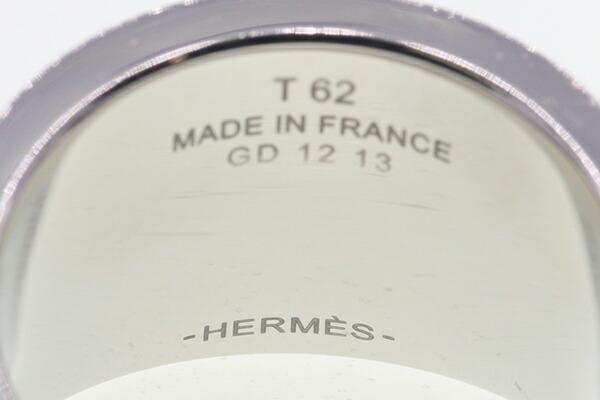 T 62
MADE IN FRANCE
GD 12 13
-HERMÈS-